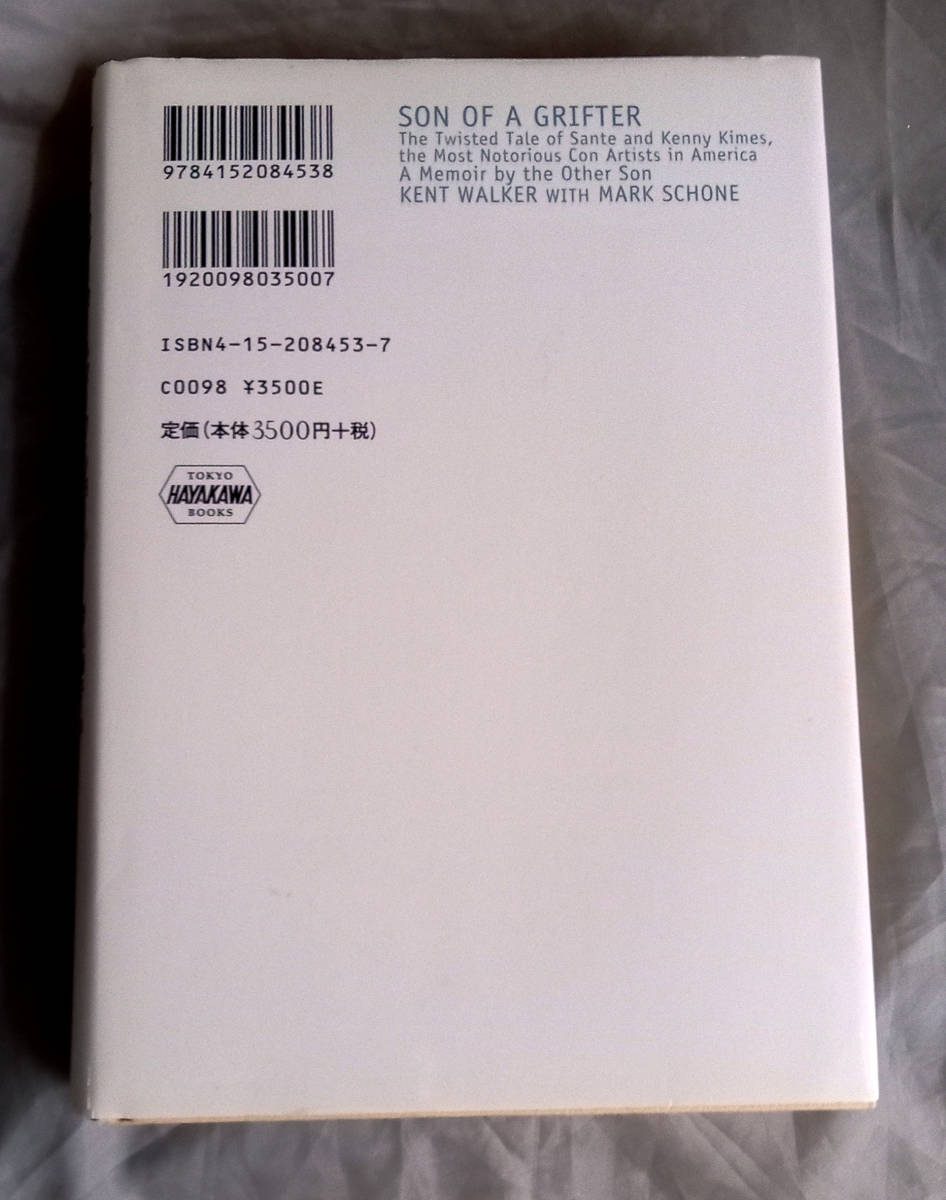 9784152084538
1920098035007
ISBN4-15-208453-7
C0098 ¥3500E
定価(本体3500円+税)
TOKYO
HAYAKAWA
BOOKS
SON OF A GRIFTER
The Twisted Tale of Sante and Kenny Kimes,
the Most Notorious Con Artists in America
A Memoir by the Other Son
KENT WALKER WITH MARK SCHONE